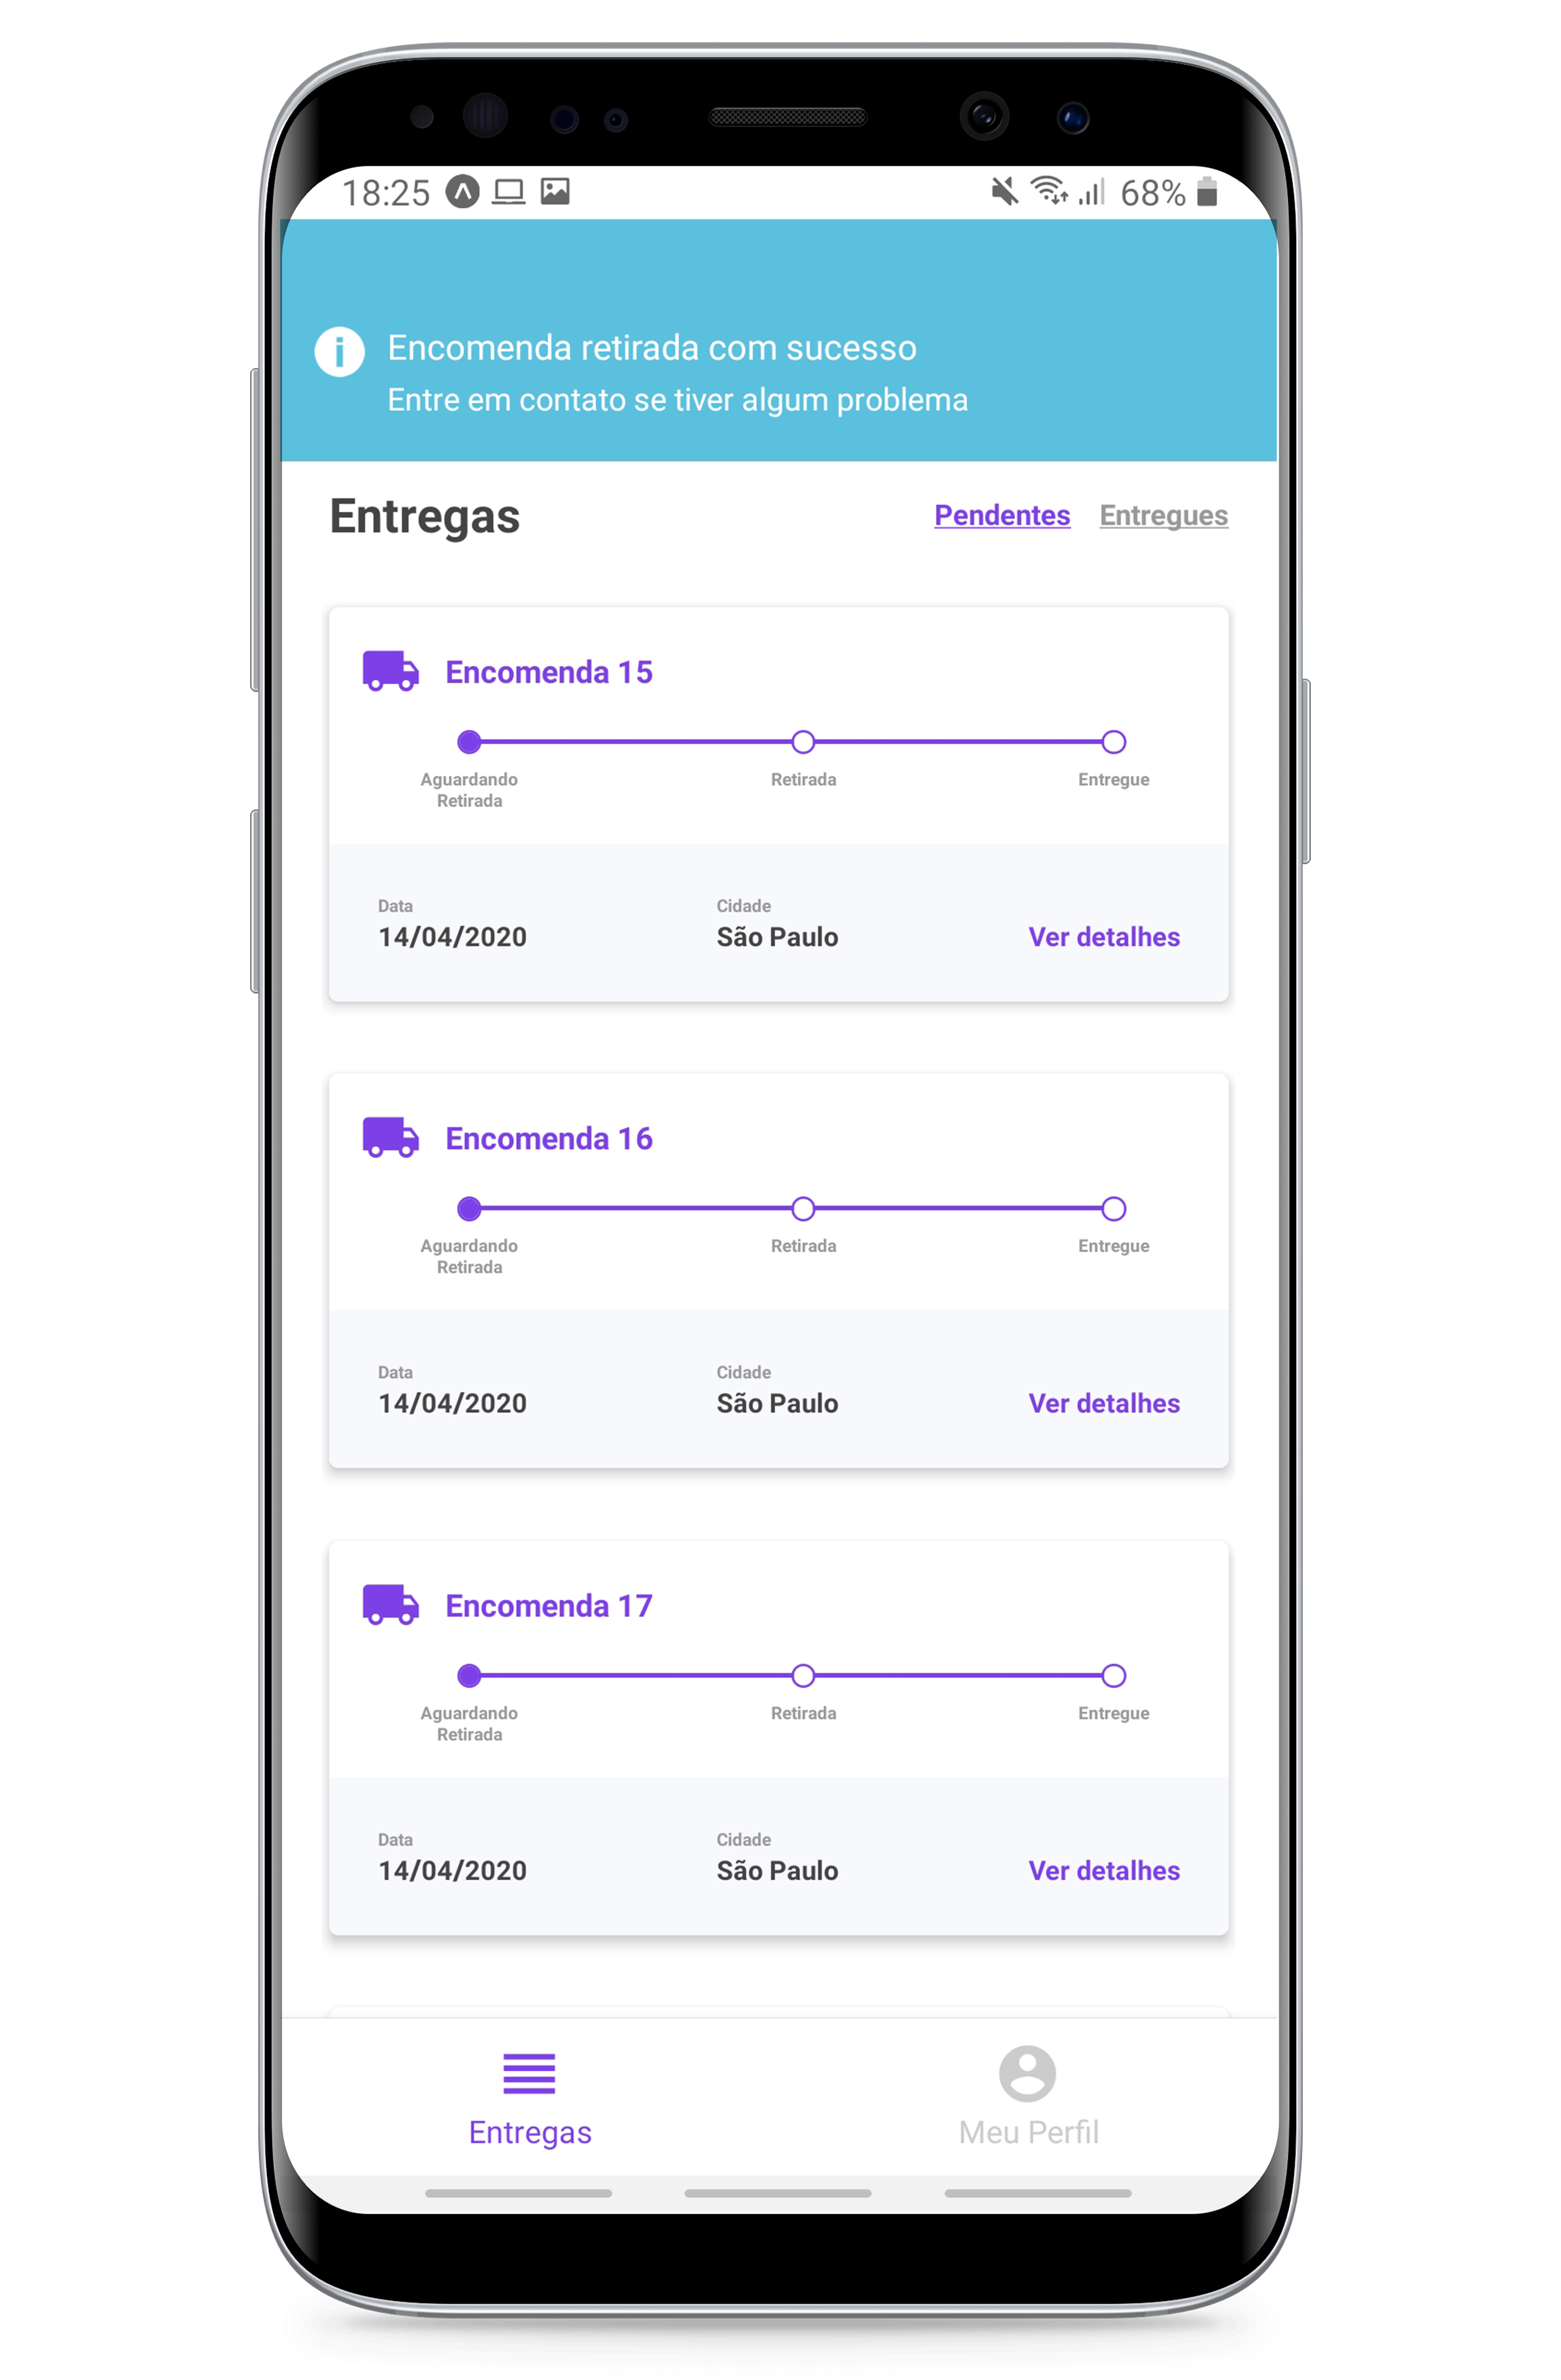 18:25 68%
Encomenda retirada com sucesso
Entre em contato se tiver algum problema
Entregas Pendentes Entregues
Encomenda 15
Aguardando Retirada Entregue
Retirada
Data Cidade
14/04/2020 São Paulo Ver detalhes
Encomenda 16
Aguardando Retirada Entregue
Retirada
Data Cidade
14/04/2020 São Paulo Ver detalhes
Encomenda 17
Aguardando Retirada Entregue
Retirada
Data Cidade
14/04/2020 São Paulo Ver detalhes
Entregas Meu Perfil